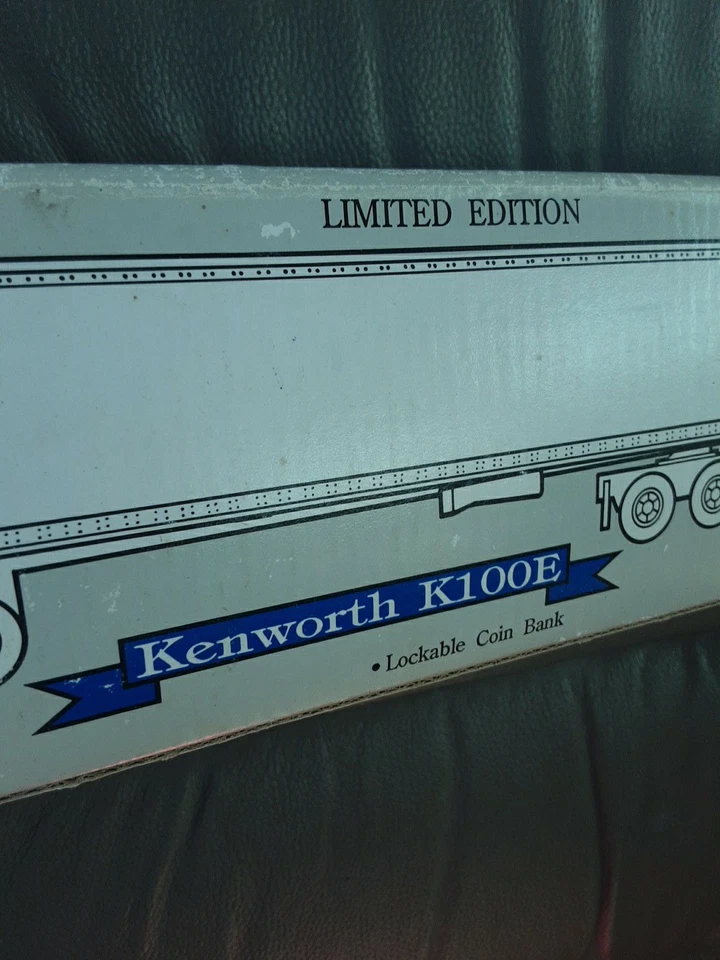 LIMITED EDITION
Kenworth K100E
• Lockable Coin Bank